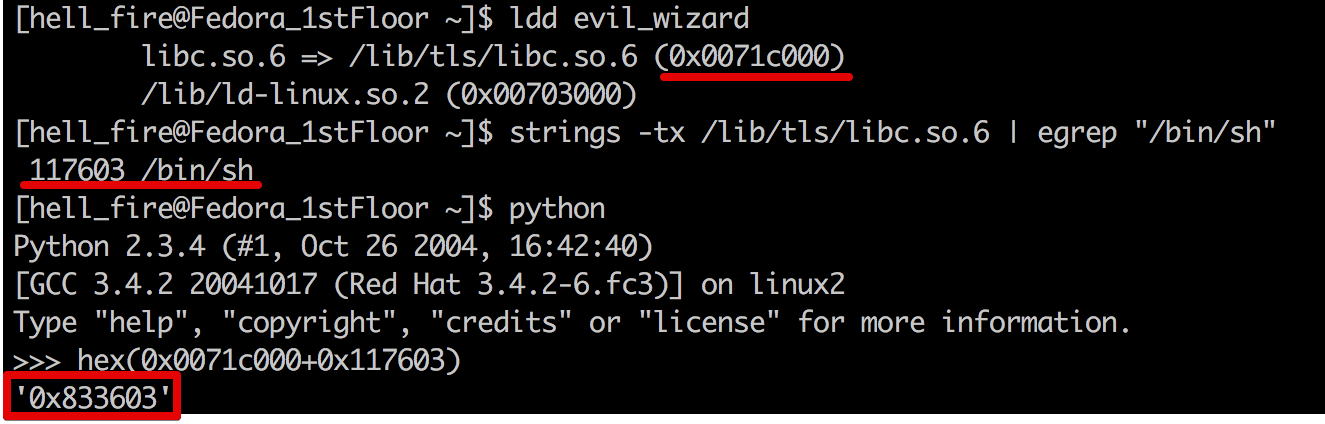 [hell_fire@Fedora_1stFloor ~]$ ldd evil_wizard
libc.so.6 => /lib/tls/libc.so.6 (0x0071c000)
/lib/ld-linux.so.2 (0x00703000)
[hell_fire@Fedora_1stFloor ~]$ strings -tx /lib/tls/libc.so.6 | egrep "/bin/sh"
117603 /bin/sh
[hell_fire@Fedora_1stFloor ~]$ python
Python 2.3.4 (#1, Oct 26 2004, 16:42:40)
[GCC 3.4.2 20041017 (Red Hat 3.4.2-6.fc3)] on linux2
Type "help", "copyright", "credits" or "license" for more information.
>>> hex(0x0071c000+0x117603)
'0x833603'